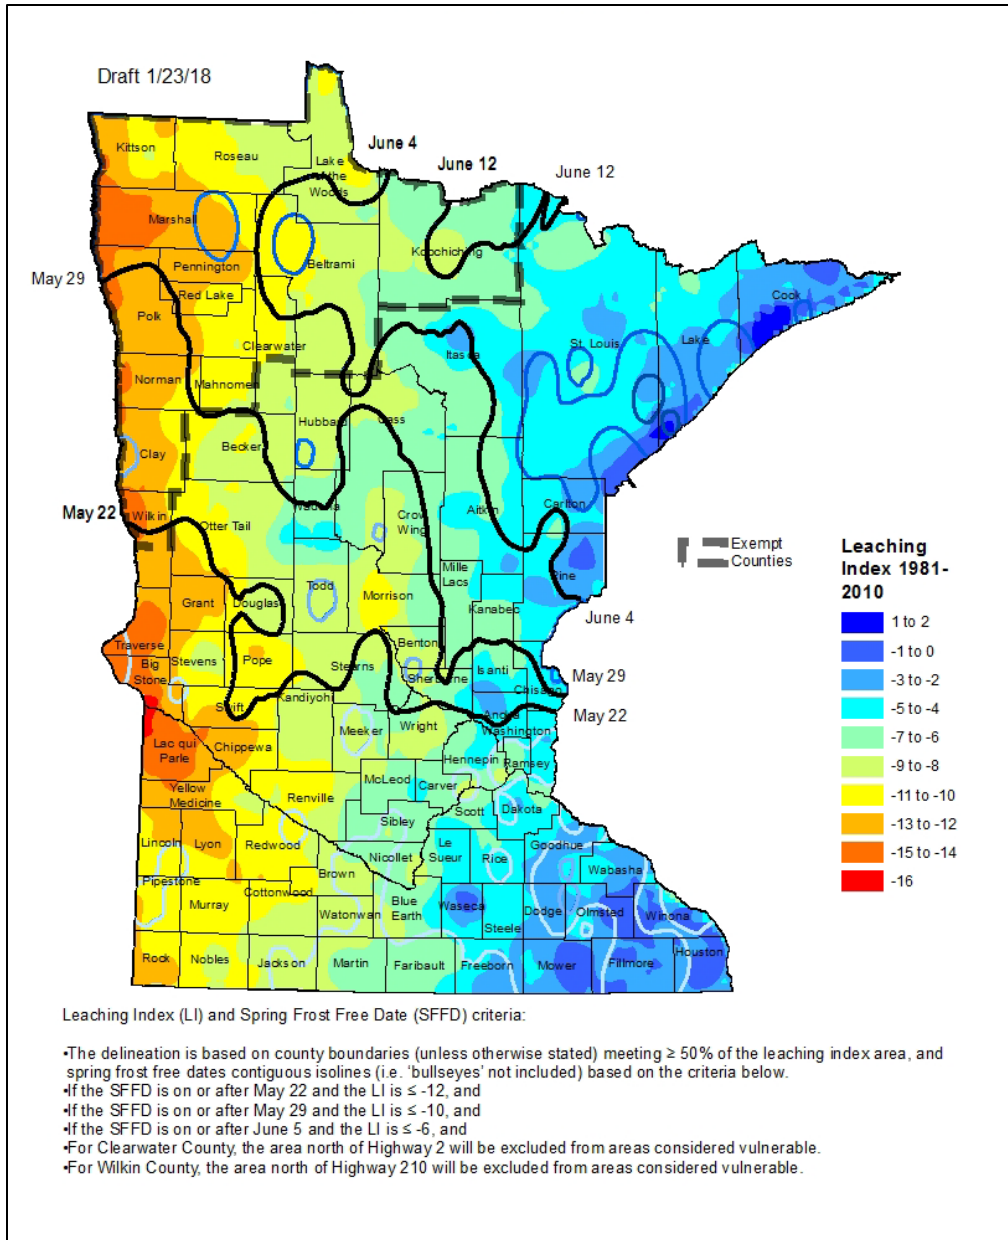 Draft 1/23/18
June 4
June 12
June 12
Kittson
Roseau
Lake
of the
Woods
Marshall
Koochiching
Beltrami
Pennington
May 29
Red Lake
Cook
Polk
Clearwater
St. Louis
Lake
Itasca
Norman
Mahnomen
Hubbard
Cass
Becker
Clay
May 22
Wilkin
Otter Tail
Wadena
Crow
Wing
Aitkin
Carlton
Exempt
Counties
Leaching
Index 1981-
2010
1 to 2
-1 to 0
-3 to -2
-5 to -4
-7 to -6
-9 to -8
-11 to -10
-13 to -12
-15 to -14
-16
Mille
Lacs
Pine
Todd
Morrison
Grant
Douglas
Kanabec
June 4
Traverse
Benton
Big
Stone
Stevens
Pope
Stearns
Sherburne
Isanti
May 29
Chisago
Swift
Kandiyohi
Anoka
May 22
Meeker
Wright
Washington
Lac qui
Parle
Chippewa
Hennepin
Ramsey
McLeod
Carver
Yellow
Medicine
Renville
Scott
Dakota
Sibley
Lincoln
Lyon
Redwood
Nicollet
Le
Sueur
Rice
Goodhue
Wabasha
Brown
Pipestone
Murray
Cottonwood
Watonwan
Blue
Earth
Waseca
Steele
Dodge
Olmsted
Winona
Rock
Nobles
Jackson
Martin
Faribault
Freeborn
Mower
Fillmore
Houston
Leaching Index (LI) and Spring Frost Free Date (SFFD) criteria:
•The delineation is based on county boundaries (unless otherwise stated) meeting ≥ 50% of the leaching index area, and
spring frost free dates contiguous isolines (i.e. ‘bullseyes’ not included) based on the criteria below.
•If the SFFD is on or after May 22 and the LI is ≤ -12, and
•If the SFFD is on or after May 29 and the LI is ≤ -10, and
•If the SFFD is on or after June 5 and the LI is ≤ -6, and
•For Clearwater County, the area north of Highway 2 will be excluded from areas considered vulnerable.
•For Wilkin County, the area north of Highway 210 will be excluded from areas considered vulnerable.